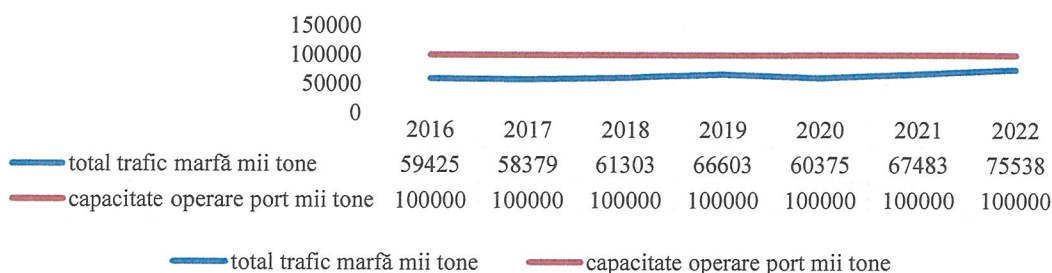 150000
100000
50000
0
2016 2017 2018 2019 2020 2021 2022
total trafic marfă mii tone 59425 58379 61303 66603 60375 67483 75538
capacitate operare port mii tone 100000 100000 100000 100000 100000 100000 100000
total trafic marfă mii tone capacitate operare port mii tone